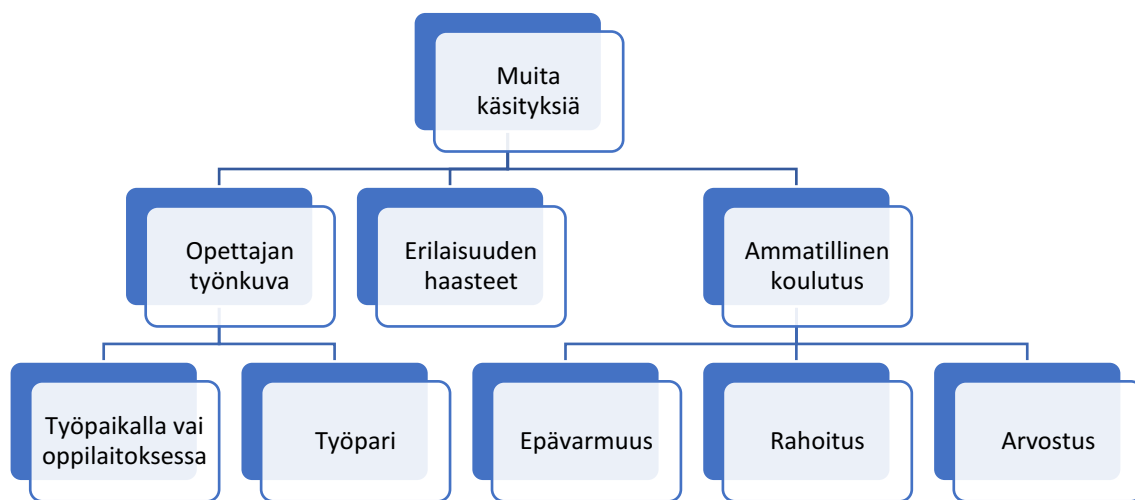 Muita
käsityksiä
Opettajan
työnkuva
Erilaisuuden
haasteet
Ammatillinen
koulutus
Työpaikalla vai
oppilaitoksessa
Työpari
Epävarmuus
Rahoitus
Arvostus